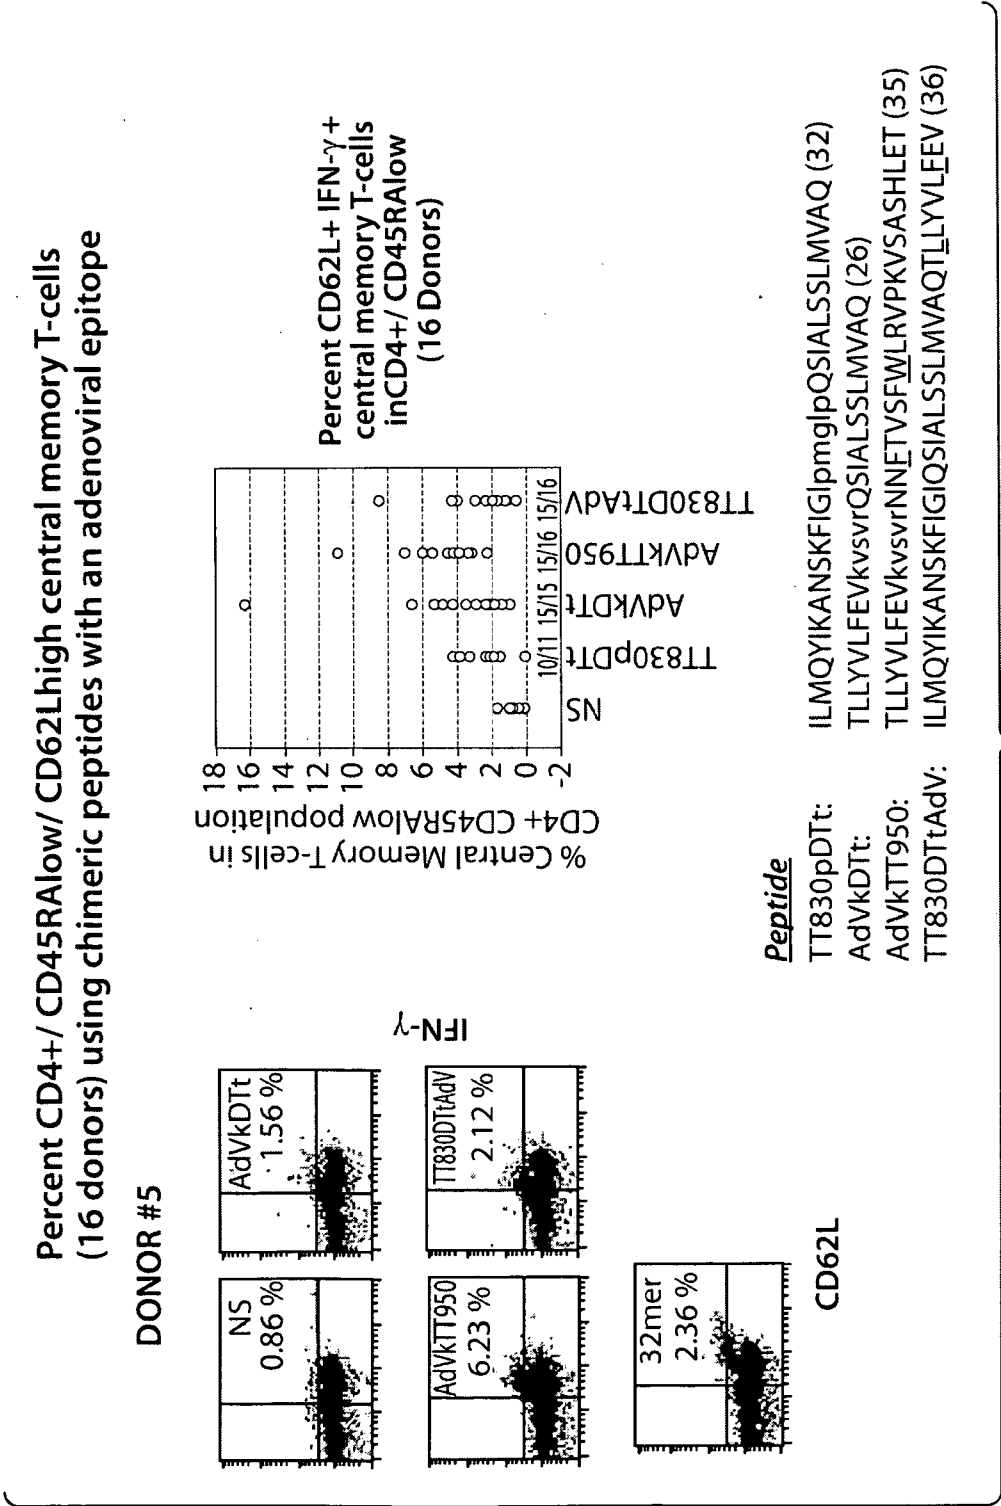 Percent CD4+/ CD45RAlow/ CD62Lhigh central memory T-cells
(16 donors) using chimeric peptides with an adenoviral epitope
DONOR #5
NS
0.86 %
AdVkDTt
1.56 %
AdVkTT950
6.23 %
TT830DTtAdV
2.12 %
32mer
2.36 %
IFN-γ
CD62L
% Central Memory T-cells in
CD4+ CD45RAlow population
18
16
14
12
10
8
6
4
2
0
-2
10/11 15/15 15/16 15/16
NS
TT830pDTt
AdVkDTt
AdVkTT950
TT830DTtAdV
Percent CD62L+ IFN-γ+
central memory T-cells
inCD4+/ CD45RAlow
(16 Donors)
Peptide
TT830pDTt: ILMQYIKANSKFIGlpmglpQSIALSSLMVAQ (32)
AdVkDTt: TLLYVLFEVkvsvrQSIALSSLMVAQ (26)
AdVkTT950: TLLYVLFEVkvsvrNNFTVSFWLRVPKVSASHLET (35)
TT830DTtAdV: ILMQYIKANSKFIGIQSIALSSLMVAQTLLYVLFEV (36)